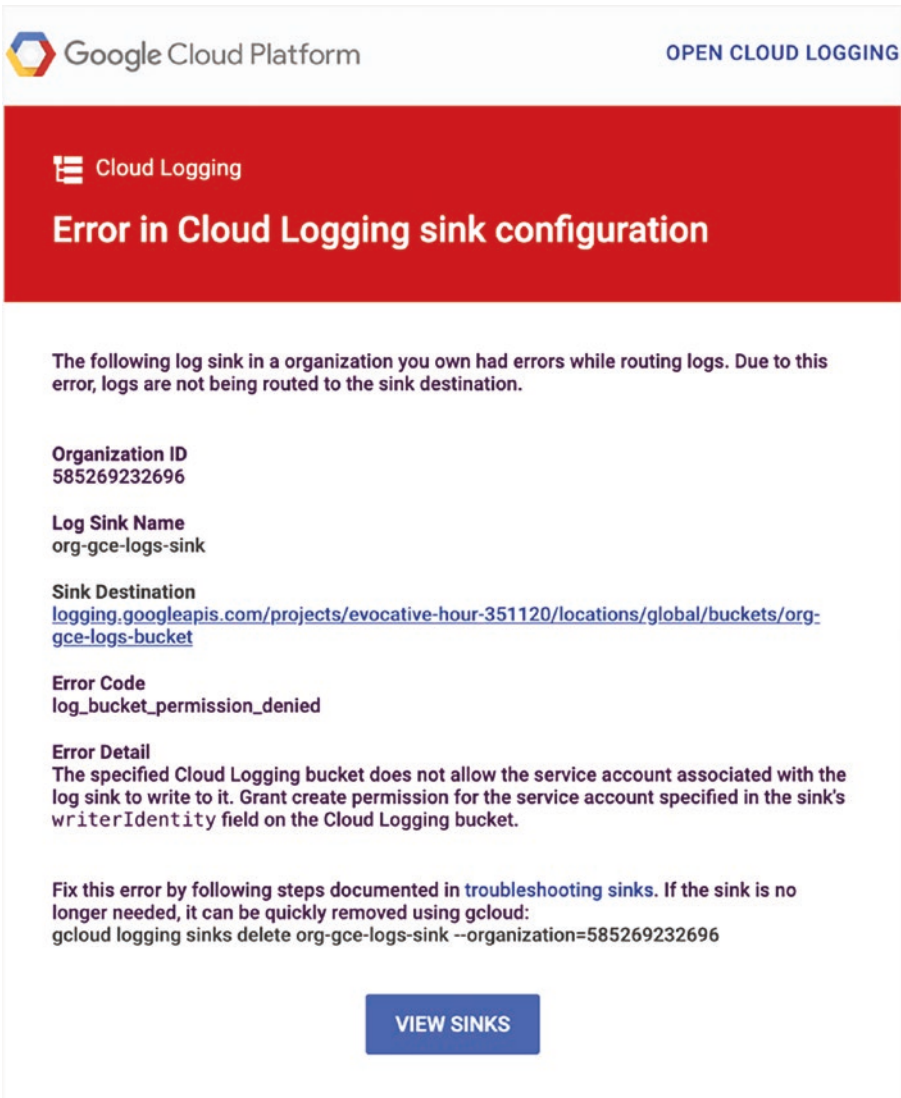 Google Cloud Platform
OPEN CLOUD LOGGING
Cloud Logging
Error in Cloud Logging sink configuration
The following log sink in a organization you own had errors while routing logs. Due to this
error, logs are not being routed to the sink destination.
Organization ID
585269232696
Log Sink Name
org-gce-logs-sink
Sink Destination
logging.googleapis.com/projects/evocative-hour-351120/locations/global/buckets/org-
gce-logs-bucket
Error Code
log_bucket_permission_denied
Error Detail
The specified Cloud Logging bucket does not allow the service account associated with the
log sink to write to it. Grant create permission for the service account specified in the sink's
writerIdentity field on the Cloud Logging bucket.
Fix this error by following steps documented in troubleshooting sinks. If the sink is no
longer needed, it can be quickly removed using gcloud:
gcloud logging sinks delete org-gce-logs-sink --organization=585269232696
VIEW SINKS